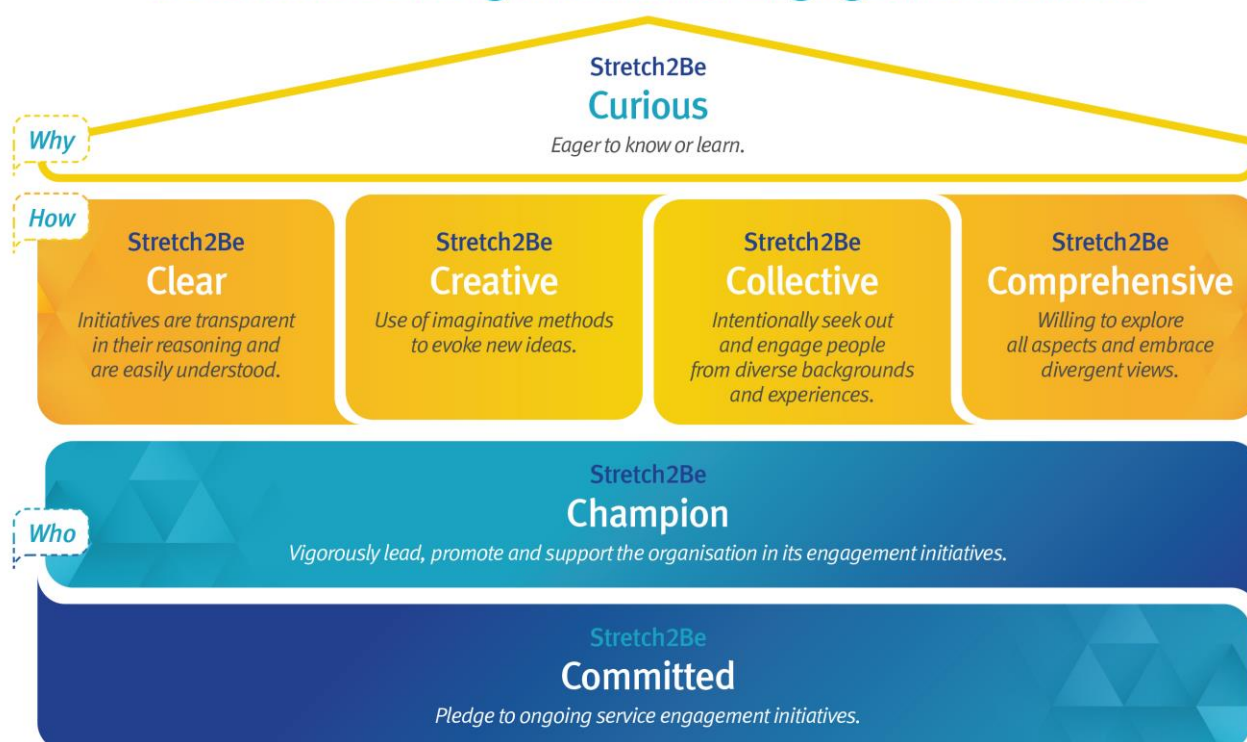 Stretch2Be
Curious
Eager to know or learn.
Why
How
Stretch2Be
Clear
Initiatives are transparent
in their reasoning and
are easily understood.
Stretch2Be
Creative
Use of imaginative methods
to evoke new ideas.
Stretch2Be
Collective
Intentionally seek out
and engage people
from diverse backgrounds
and experiences.
Stretch2Be
Comprehensive
Willing to explore
all aspects and embrace
divergent views.
Who
Stretch2Be
Champion
Vigorously lead, promote and support the organisation in its engagement initiatives.
Stretch2Be
Committed
Pledge to ongoing service engagement initiatives.